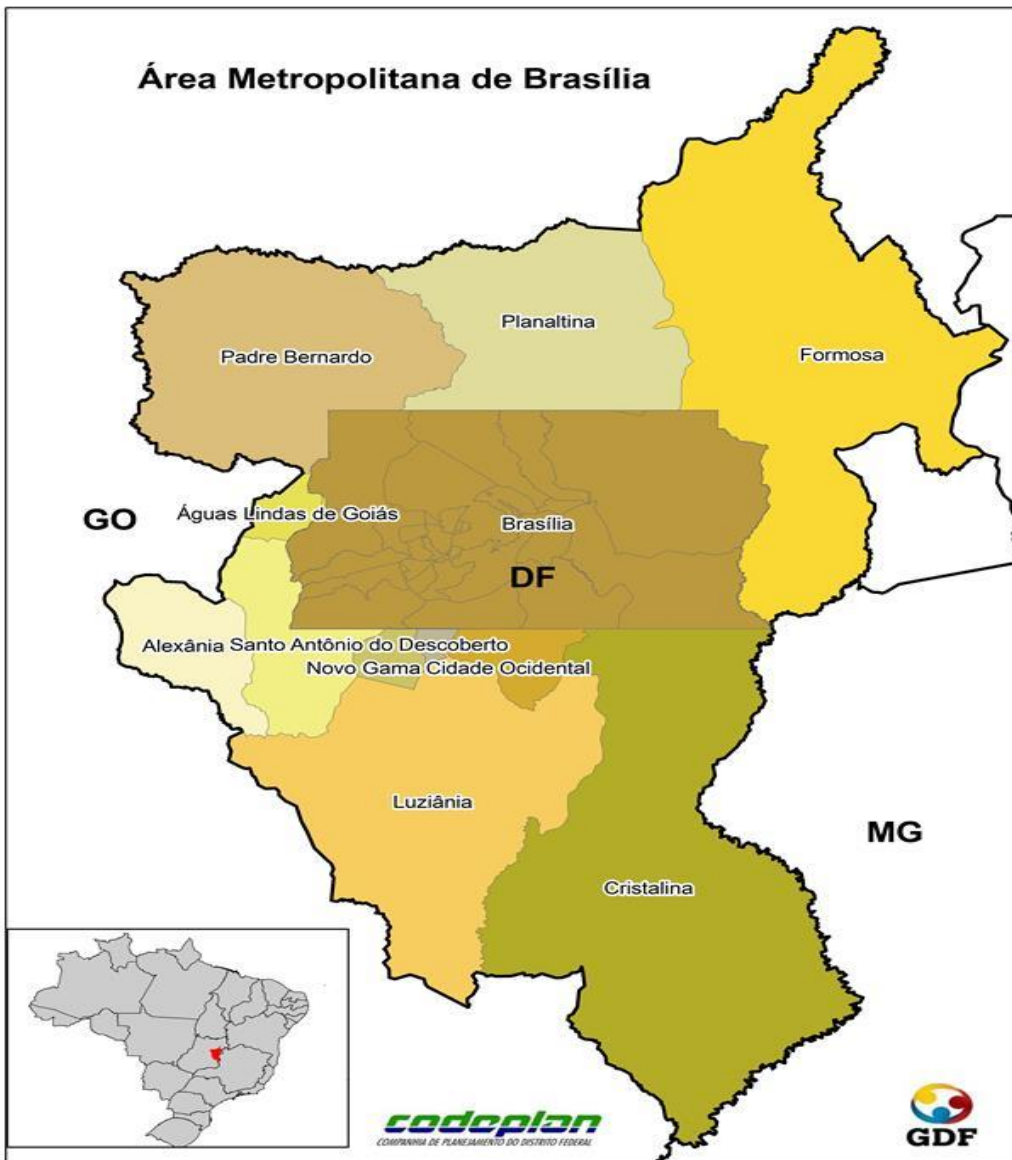 Área Metropolitana de Brasília
Planaltina
Padre Bernardo
Formosa
Águas Lindas de Goiás
GO
Brasília
DF
Alexânia
Santo Antônio do Descoberto
Novo Gama
Cidade Ocidental
Luziânia
MG
Cristalina
codeplan
COMPANHIA DE PLANEJAMENTO DO DISTRITO FEDERAL
GDF